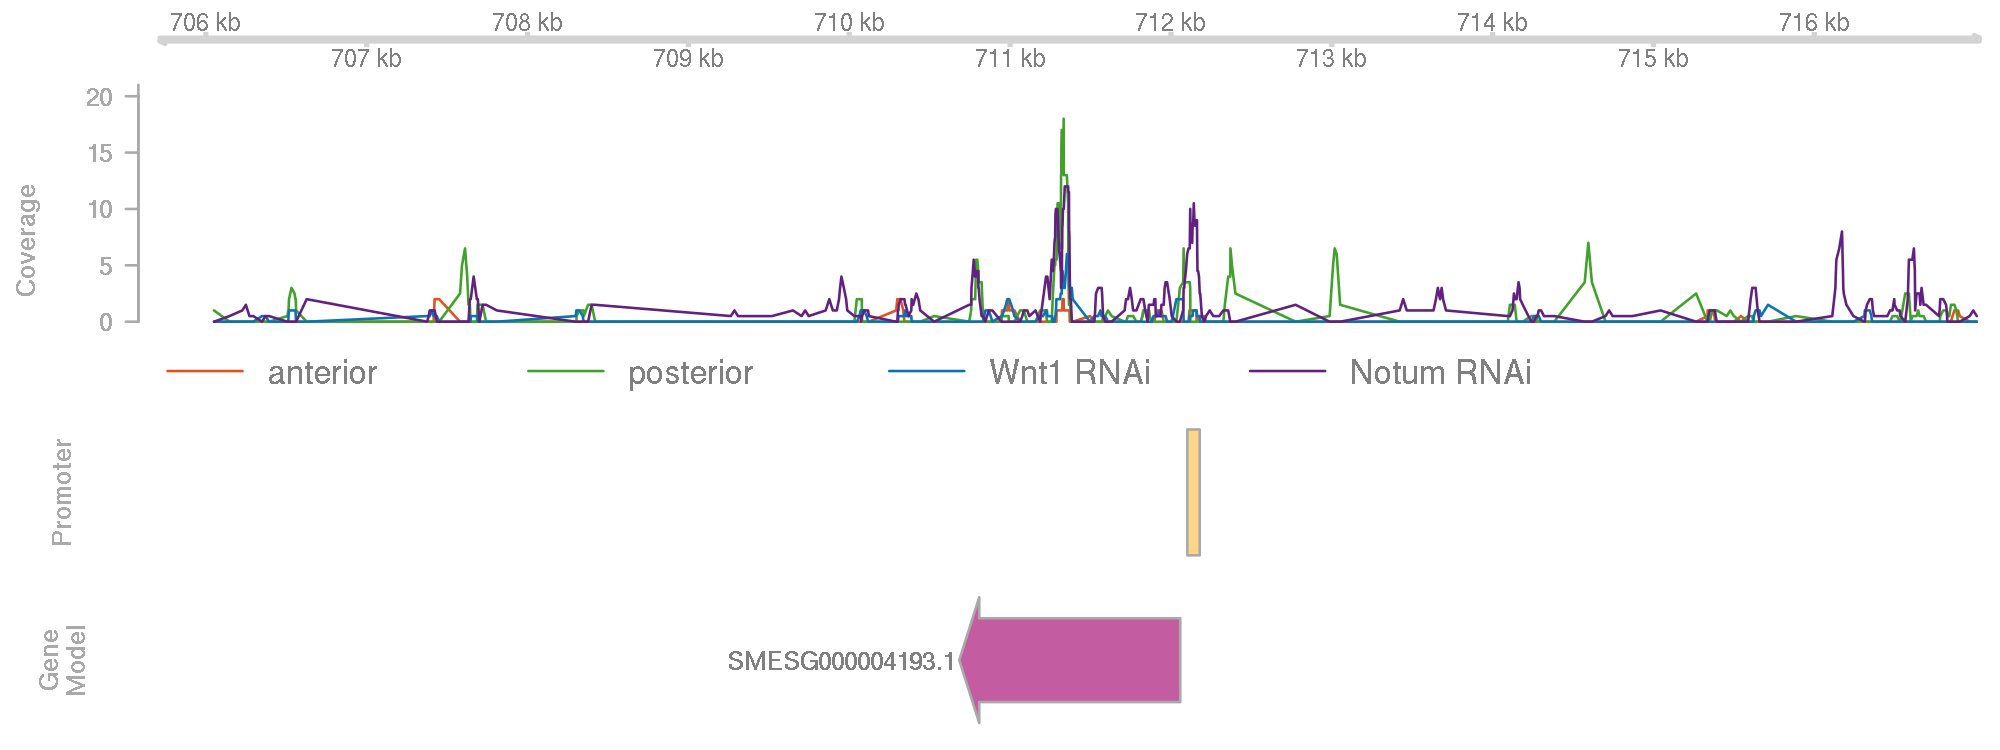 706 kb 708 kb 710 kb 712 kb 714 kb 716 kb
707 kb 709 kb 711 kb 713 kb 715 kb
20
15
10
5
0
Coverage
anterior posterior Wnt1 RNAi Notum RNAi
Promoter
Gene
Model
SMESG000004193.1